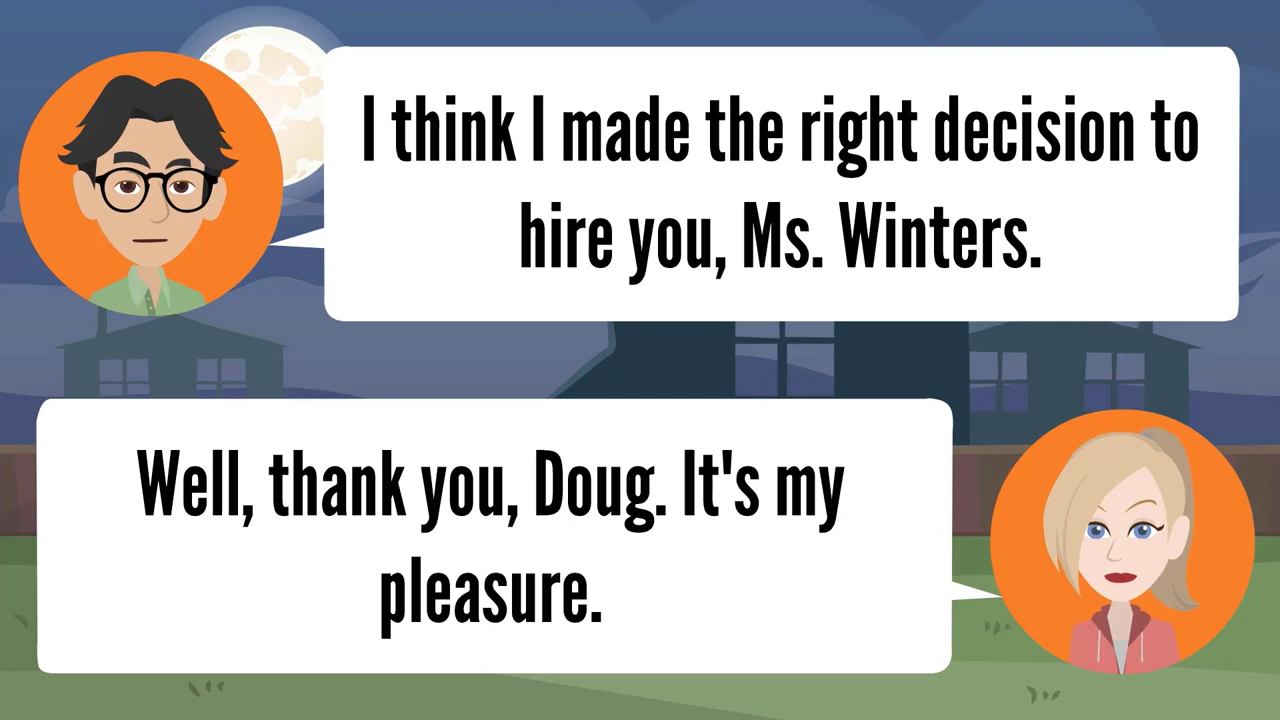 I think I made the right decision to
hire you, Ms. Winters.
Well, thank you, Doug. It's my
pleasure.